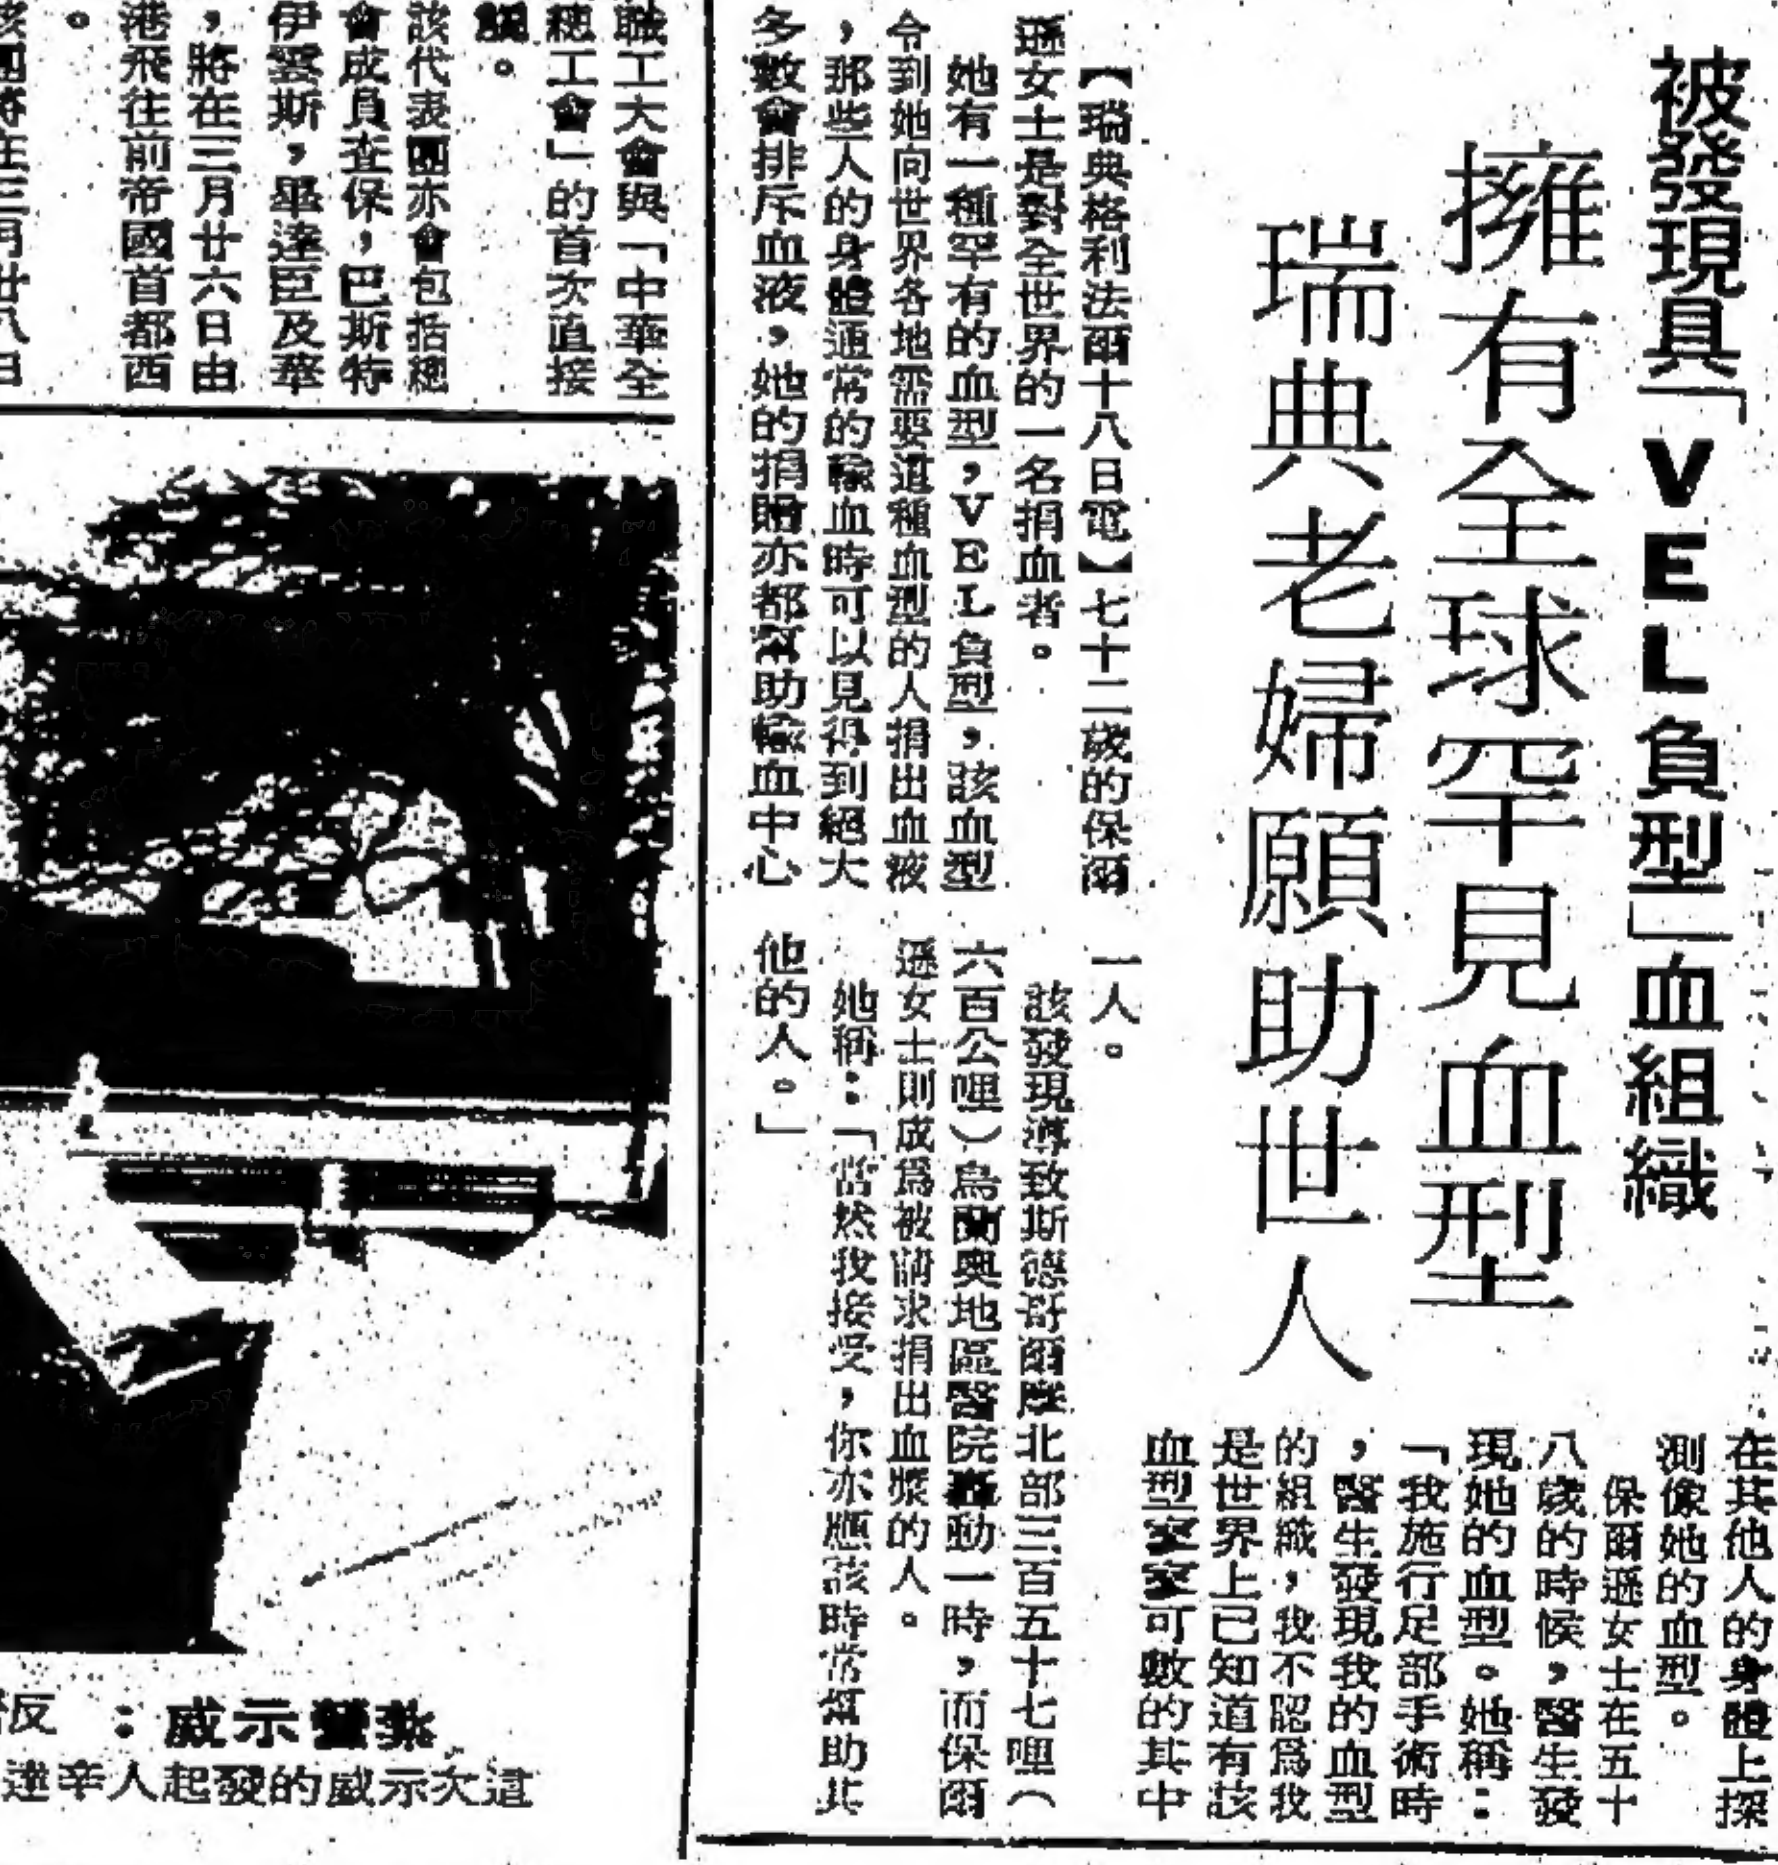 被發現具「VEL負型」血組織
擁有全球罕見血型
瑞典老婦願助世人
【瑞典格利法爾十八日電】七十二歲的保爾
遜女士是對全世界的一名捐血者。
她有一種罕有的血型,VEL負型,該血型
令到她向世界各地需要這種血型的人捐出血液
,那些人的身體通常的輸血時可以見得到絕大
多數會排斥血液,她的捐贈亦都幫助輸血中心
在其他人的身體上探
測像她的血型。
保爾遜女士在五十
八歲的時候,醫生發
現她的血型。她稱:
「我施行足部手術時
,醫生發現我的血型
的組織,我不認爲我
是世界上已知道有該
血型寥寥可數的其中
一人。
該發現導致斯德哥爾摩北部三百五十七哩(
六百公哩)烏蘭奧地區醫院轟動一時,而保爾
遜女士則成爲被請求捐出血漿的人。
她稱:「當然我接受,你亦應該時常幫助其
他的人。」
職工大會與「中華全
總工會」的首次直接
。
該代表團亦會包括總
會成員查保,巴斯特
伊雲斯,畢達臣及華
,將在三月廿六日由
港飛往前帝國首都西
。
該團將在三月廿八日
紮營示威:反
這次示威的發起人辛達